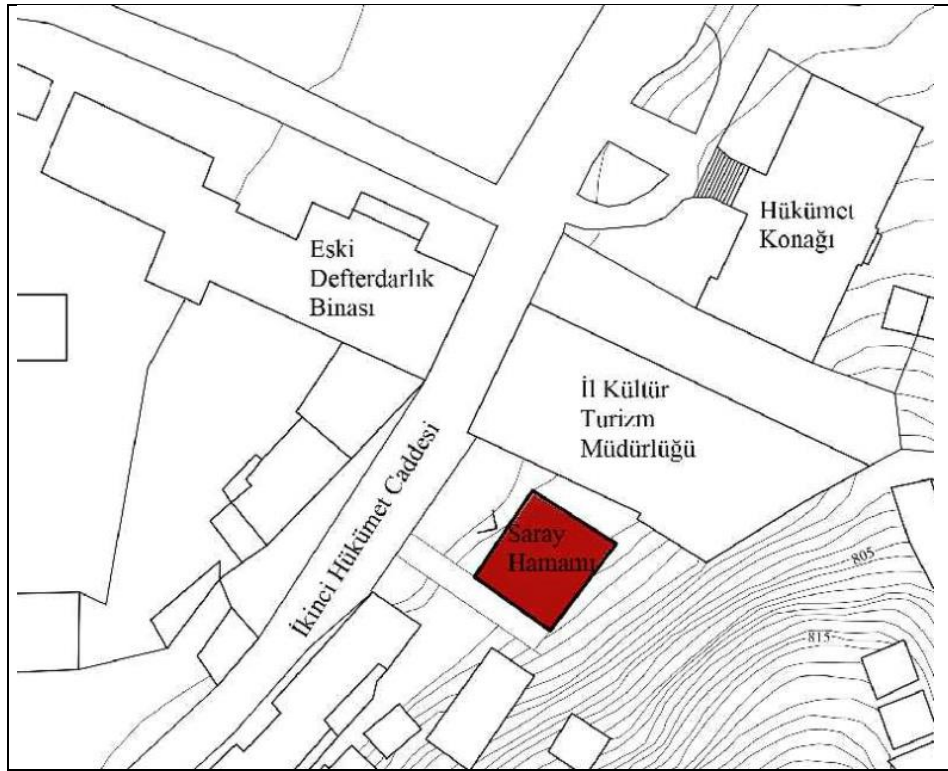 Hükümet
Konağı
Eski
Defterdarlık
Binası
İl Kültür
Turizm
Müdürlüğü
İkinci Hükümet Caddesi
Saray
Hamamı
805
815